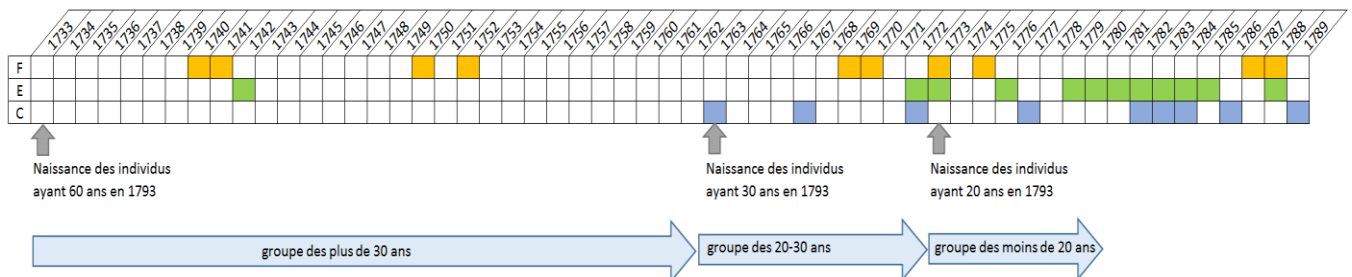 1733 1734 1735 1736 1737 1738 1739 1740 1741 1742 1743 1744 1745 1746 1747 1748 1749 1750 1751 1752 1753 1754 1755 1756 1757 1758 1759 1760 1761 1762 1763 1764 1765 1766 1767 1768 1769 1770 1771 1772 1773 1774 1775 1776 1777 1778 1779 1780 1781 1782 1783 1784 1785 1786 1787 1788 1789
F
E
C
Naissance des individus
ayant 60 ans en 1793
Naissance des individus
ayant 30 ans en 1793
Naissance des individus
ayant 20 ans en 1793
groupe des plus de 30 ans
groupe des 20-30 ans
groupe des moins de 20 ans